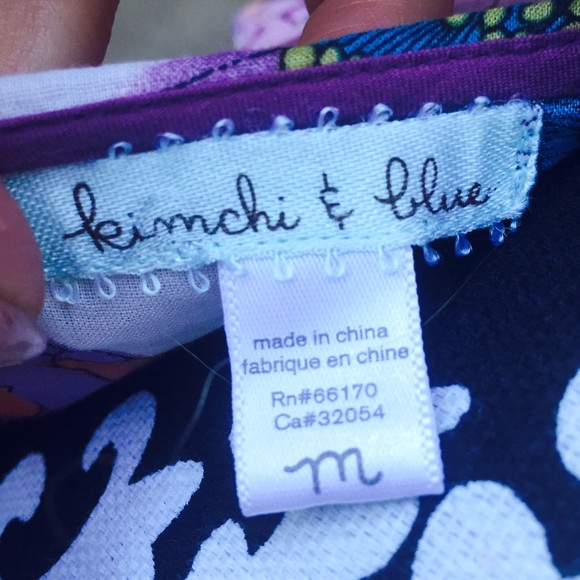 kimchi & blue
made in china
fabrique en chine
Rn#66170
Ca#32054
m